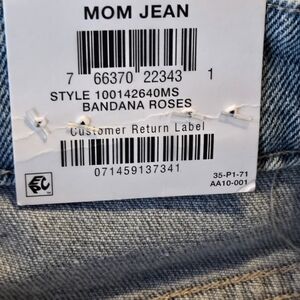 MOM JEAN
7 66370 22343 1
STYLE 100142640MS
BANDANA ROSES
Customer Return Label
071459137341
35-P1-71
AA10-001